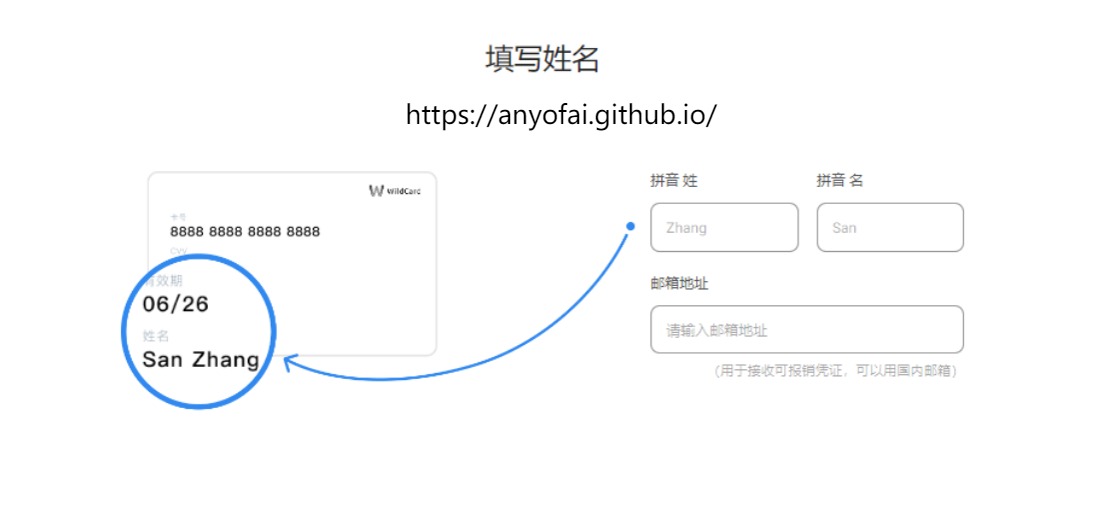 填写姓名
https://anyofai.github.io/
WildCard
卡号
8888 8888 8888 8888
CVV
有效期
06/26
姓名
San Zhang
拼音 姓
拼音 名
Zhang
San
邮箱地址
请输入邮箱地址
(用于接收可报销凭证，可以用国内邮箱)